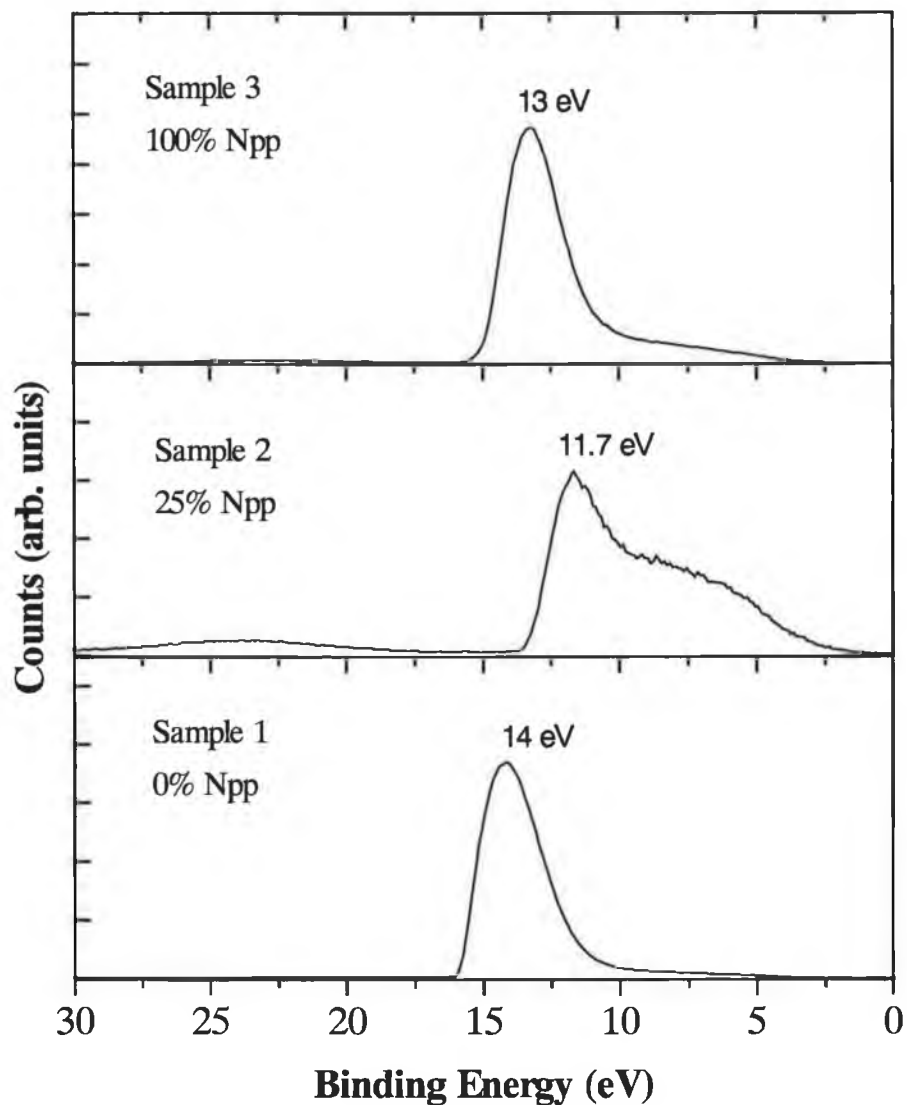 Sample 3
100% Npp
13 eV
Sample 2
25% Npp
11.7 eV
Sample 1
0% Npp
14 eV
Counts (arb. units)
30 25 20 15 10 5 0
Binding Energy (eV)